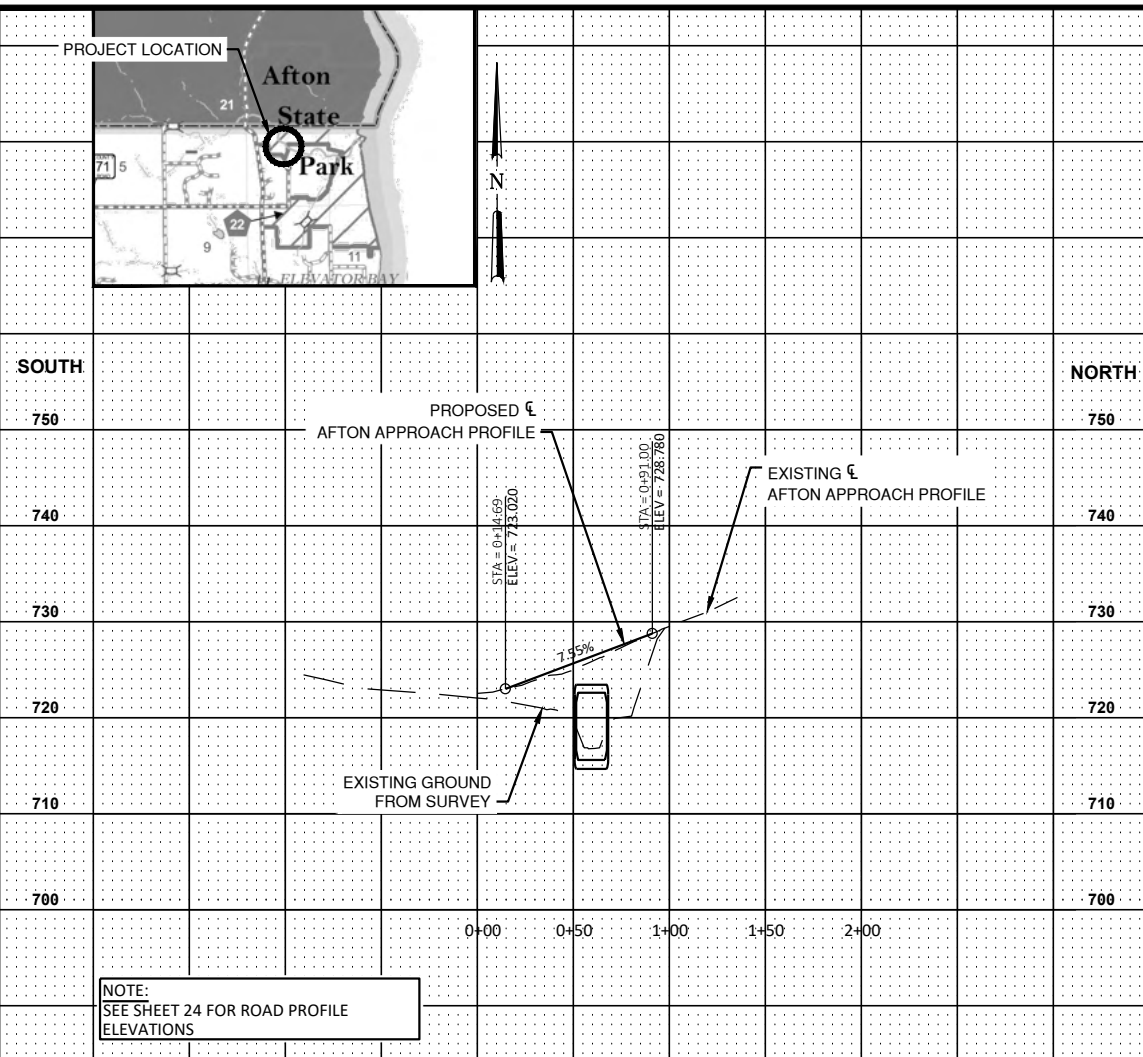 PROJECT LOCATION
Afton
State
Park
21
71
5
22
9
11
ELEVATOR BAY
N
SOUTH
NORTH
PROPOSED ℄
AFTON APPROACH PROFILE
EXISTING ℄
AFTON APPROACH PROFILE
STA = 0+14.69
ELEV = 723.020
STA = 0+91.00
ELEV = 728.780
7.55%
EXISTING GROUND
FROM SURVEY
750
740
730
720
710
700
750
740
730
720
710
700
0+00 0+50 1+00 1+50 2+00
NOTE:
SEE SHEET 24 FOR ROAD PROFILE
ELEVATIONS